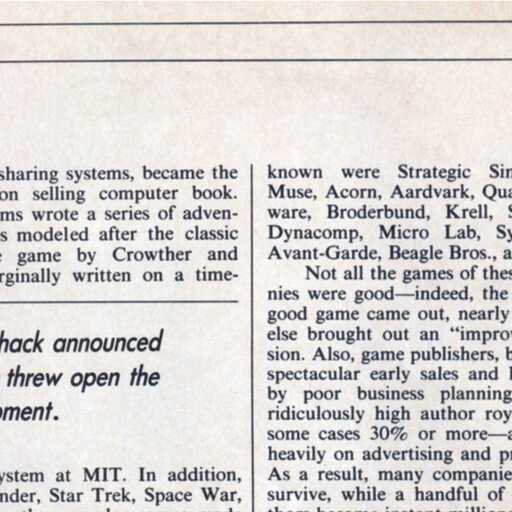 sharing systems, became the
on selling computer book.
ms wrote a series of adven-
s modeled after the classic
game by Crowther and
rginally written on a time-
hack announced
threw open the
ment.
ystem at MIT. In addition,
nder, Star Trek, Space War,
known were Strategic Sim
Muse, Acorn, Aardvark, Qua
ware, Broderbund, Krell, S
Dynacomp, Micro Lab, Sy
Avant-Garde, Beagle Bros., a
Not all the games of thes
nies were good—indeed, the
good game came out, nearly
else brought out an “improv
sion. Also, game publishers, b
spectacular early sales and
by poor business planning
ridiculously high author roy
some cases 30% or more—a
heavily on advertising and pr
As a result, many companie
survive, while a handful of